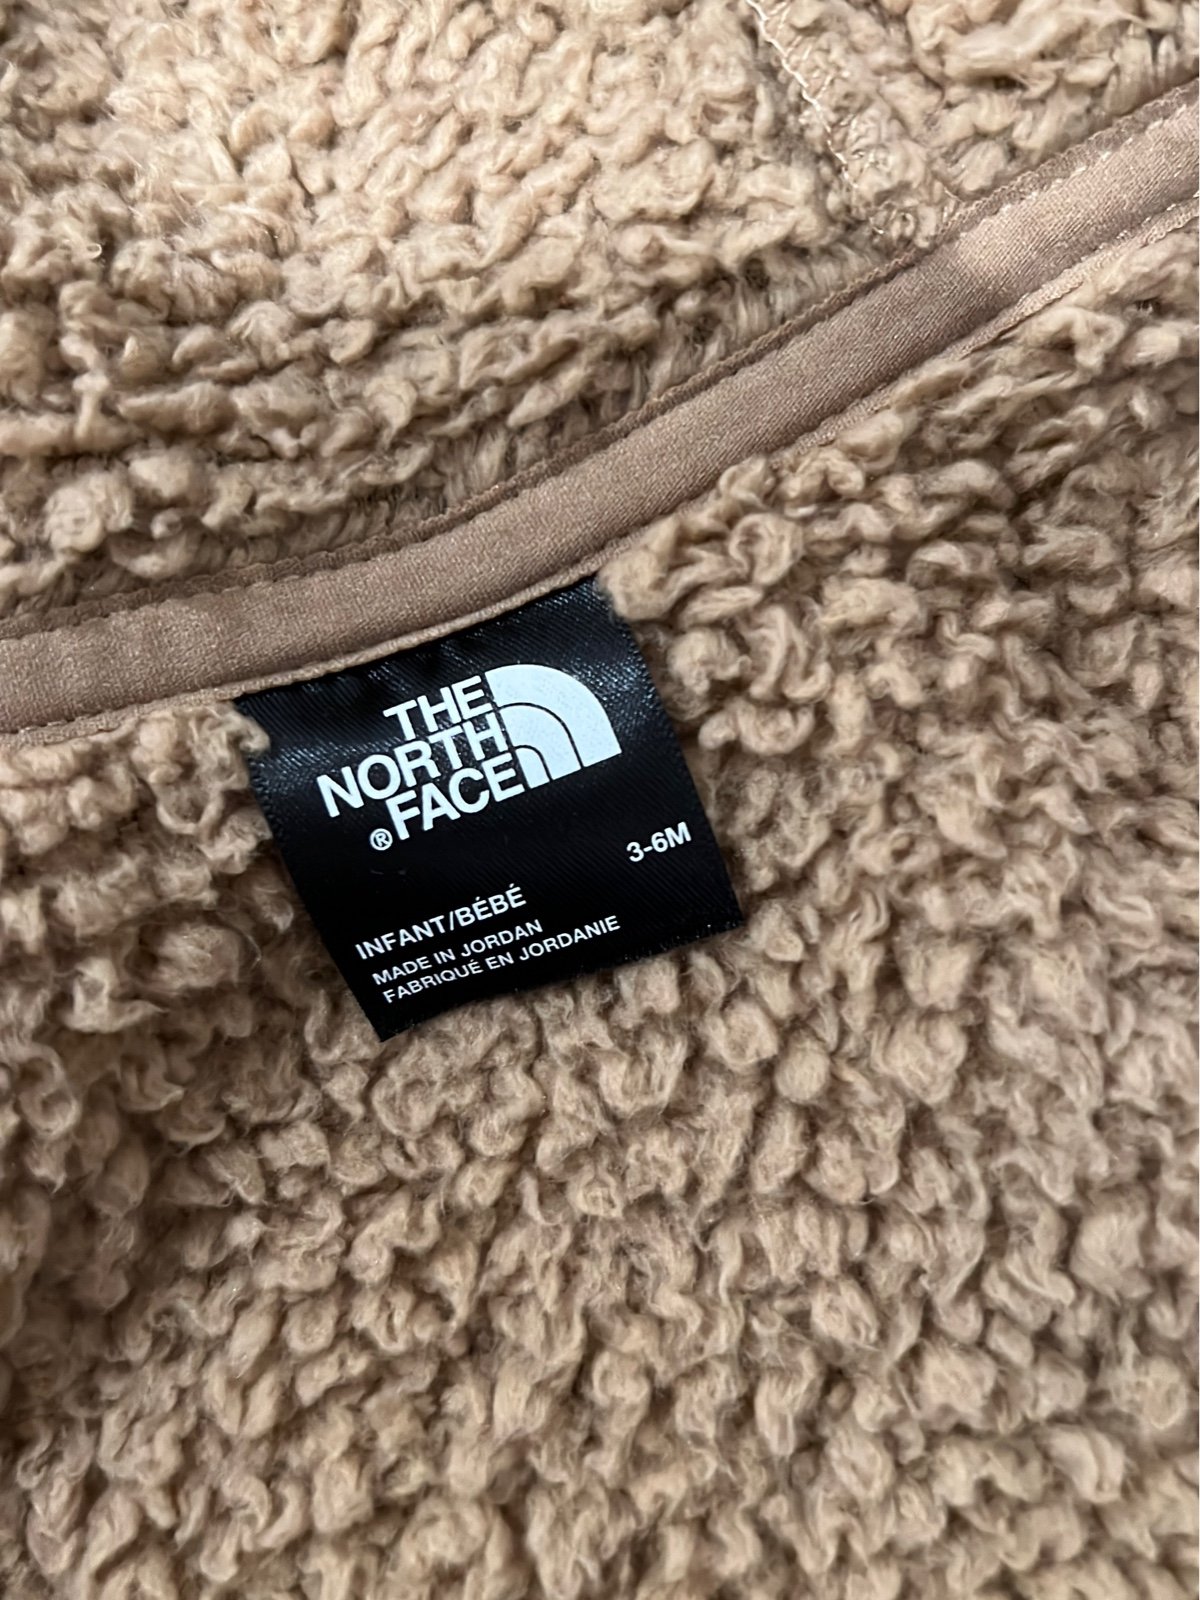 THE
NORTH
®FACE
3-6M
INFANT/BÉBÉ
MADE IN JORDAN
FABRIQUÉ EN JORDANIE